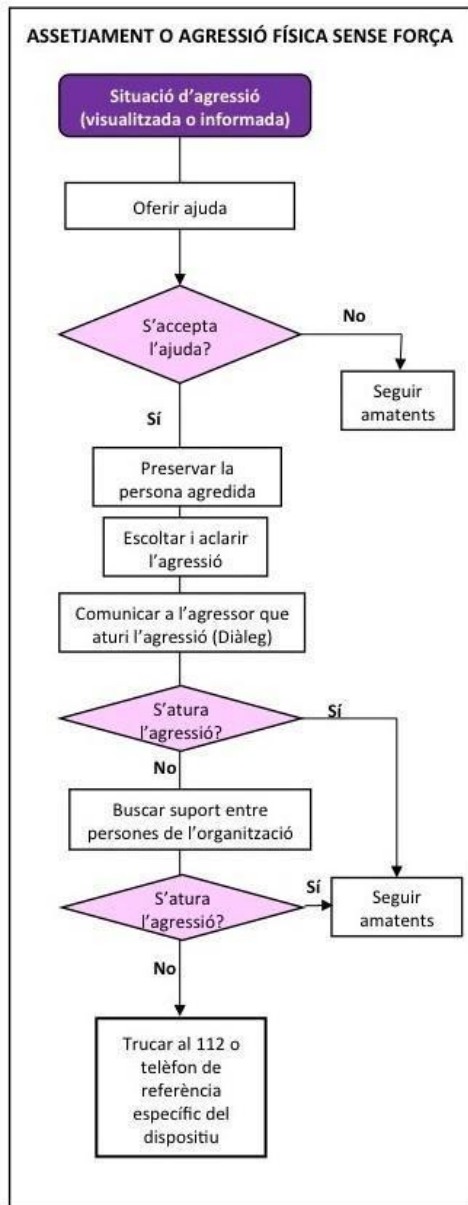 ASSETJAMENT O AGRESSIÓ FÍSICA SENSE FORÇA
Situació d'agressió
(visualitzada o informada)
Oferir ajuda
S'accepta
l'ajuda?
No
Seguir
amatents
Sí
Preservar la
persona agredida
Escoltar i aclarir
l'agressió
Comunicar a l'agressor que
aturi l'agressió (Diàleg)
S'atura
l'agressió?
Sí
No
Buscar suport entre
persones de l'organització
S'atura
l'agressió?
Sí
Seguir
amatents
No
Trucar al 112 o
telèfon de
referència
específic del
dispositiu